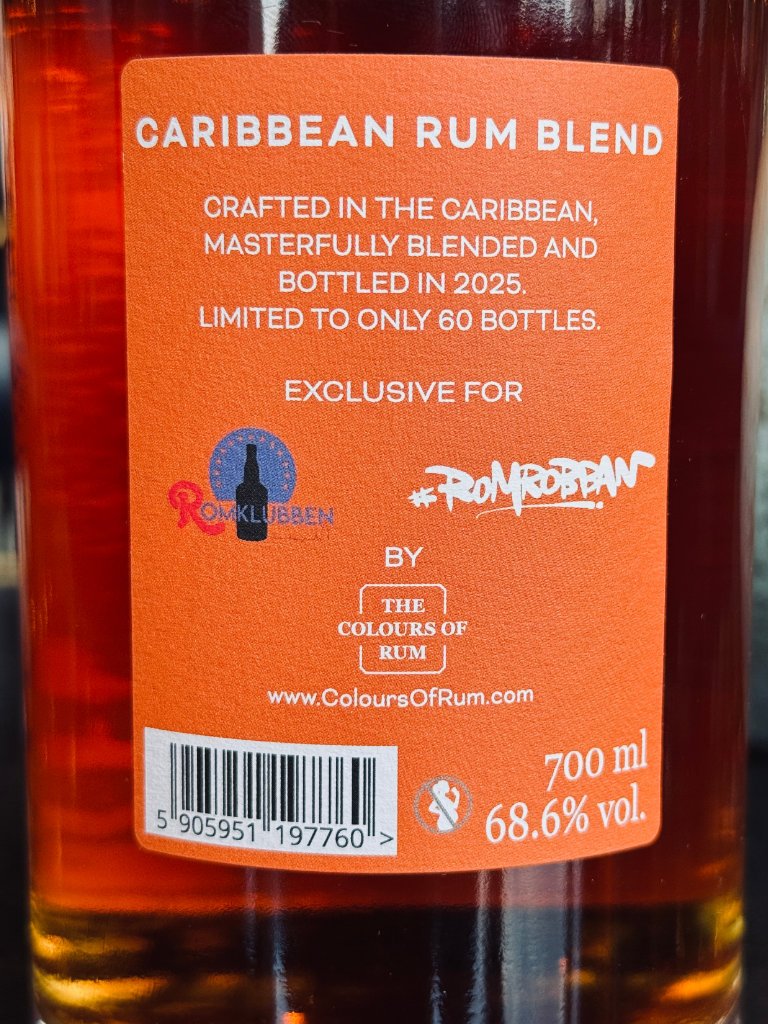 CARIBBEAN RUM BLEND
CRAFTED IN THE CARIBBEAN,
MASTERFULLY BLENDED AND
BOTTLED IN 2025.
LIMITED TO ONLY 60 BOTTLES.
EXCLUSIVE FOR
ROMKLUBBEN
#ROMROBBAN
BY
THE
COLOURS OF
RUM
www.ColoursOfRum.com
700 ml
68.6% vol.
5 905951 197760 >